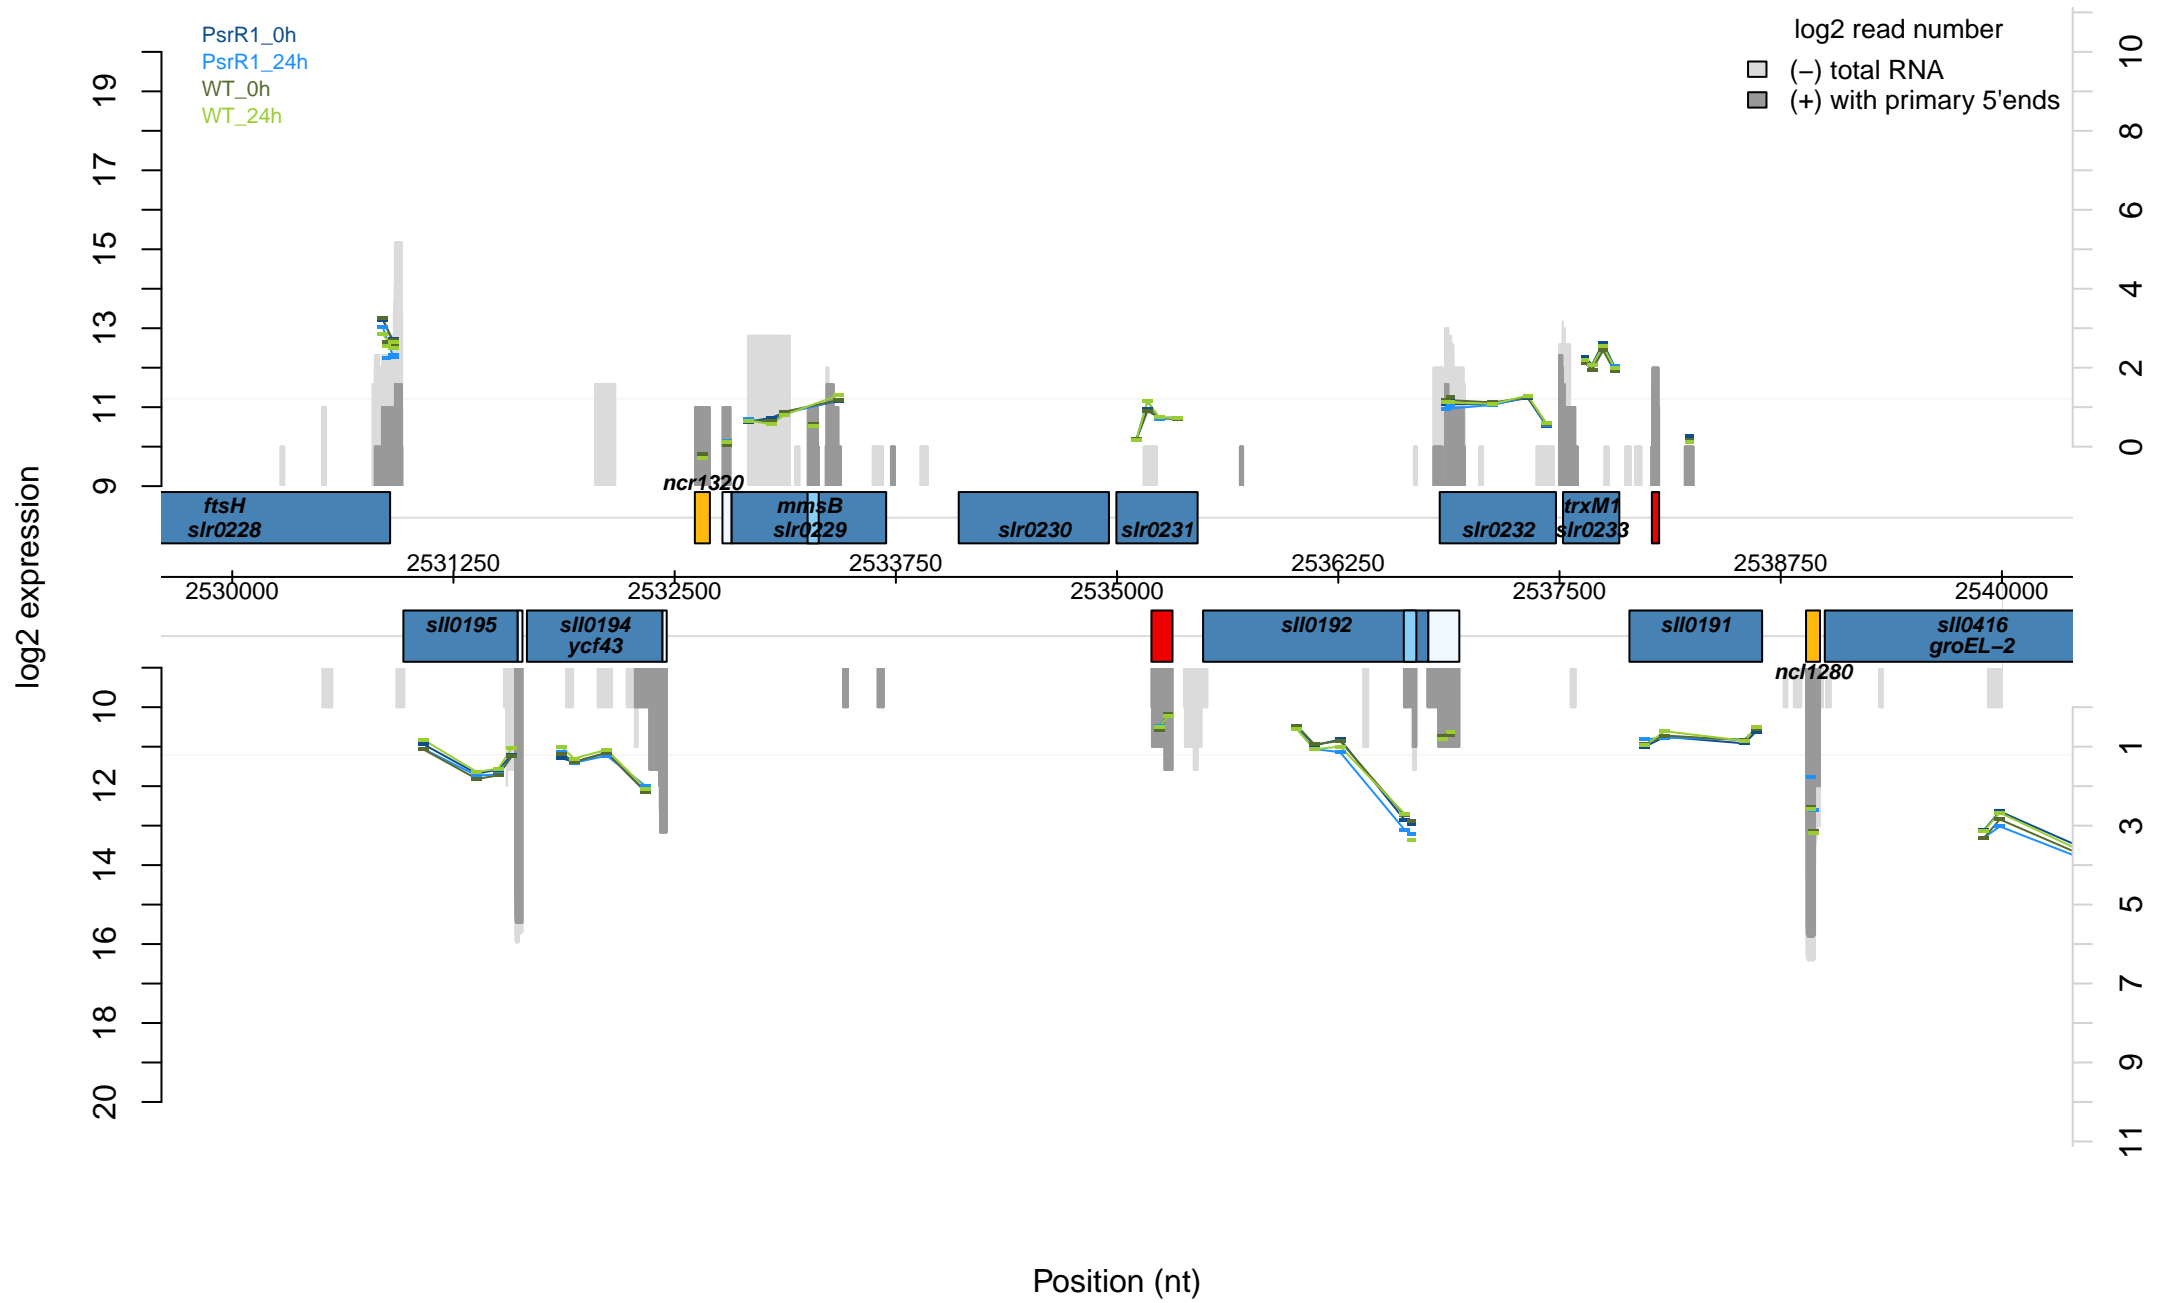 PsrR1_0h
PsrR1_24h
WT_0h
WT_24h
log2 read number
(−) total RNA
(+) with primary 5'ends
19
17
15
13
11
9
10
8
6
4
2
0
log2 expression
ncr1320
ftsH
slr0228
mmsB
slr0229
slr0230
slr0231
slr0232
trxM1
slr0233
2531250
2533750
2536250
2538750
2530000
2532500
2535000
2537500
2540000
sll0195
sll0194
ycf43
sll0192
sll0191
sll0416
groEL−2
ncl1280
10
12
14
16
18
20
1
3
5
7
9
11
Position (nt)